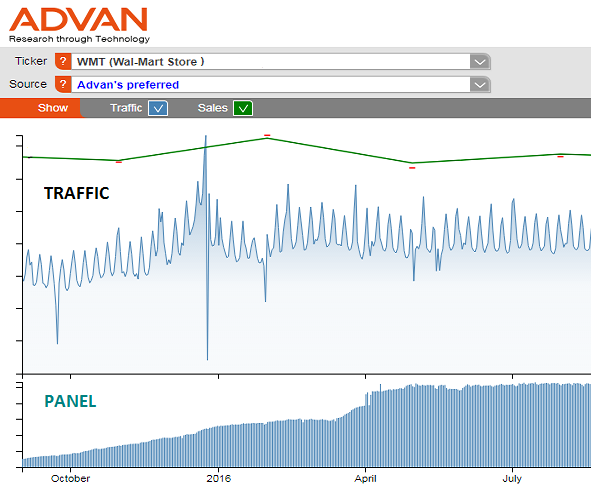 ADVAN
Research through Technology
Ticker ? WMT (Wal-Mart Store )
Source ? Advan's preferred
Show Traffic Sales
TRAFFIC
PANEL
October 2016 April July